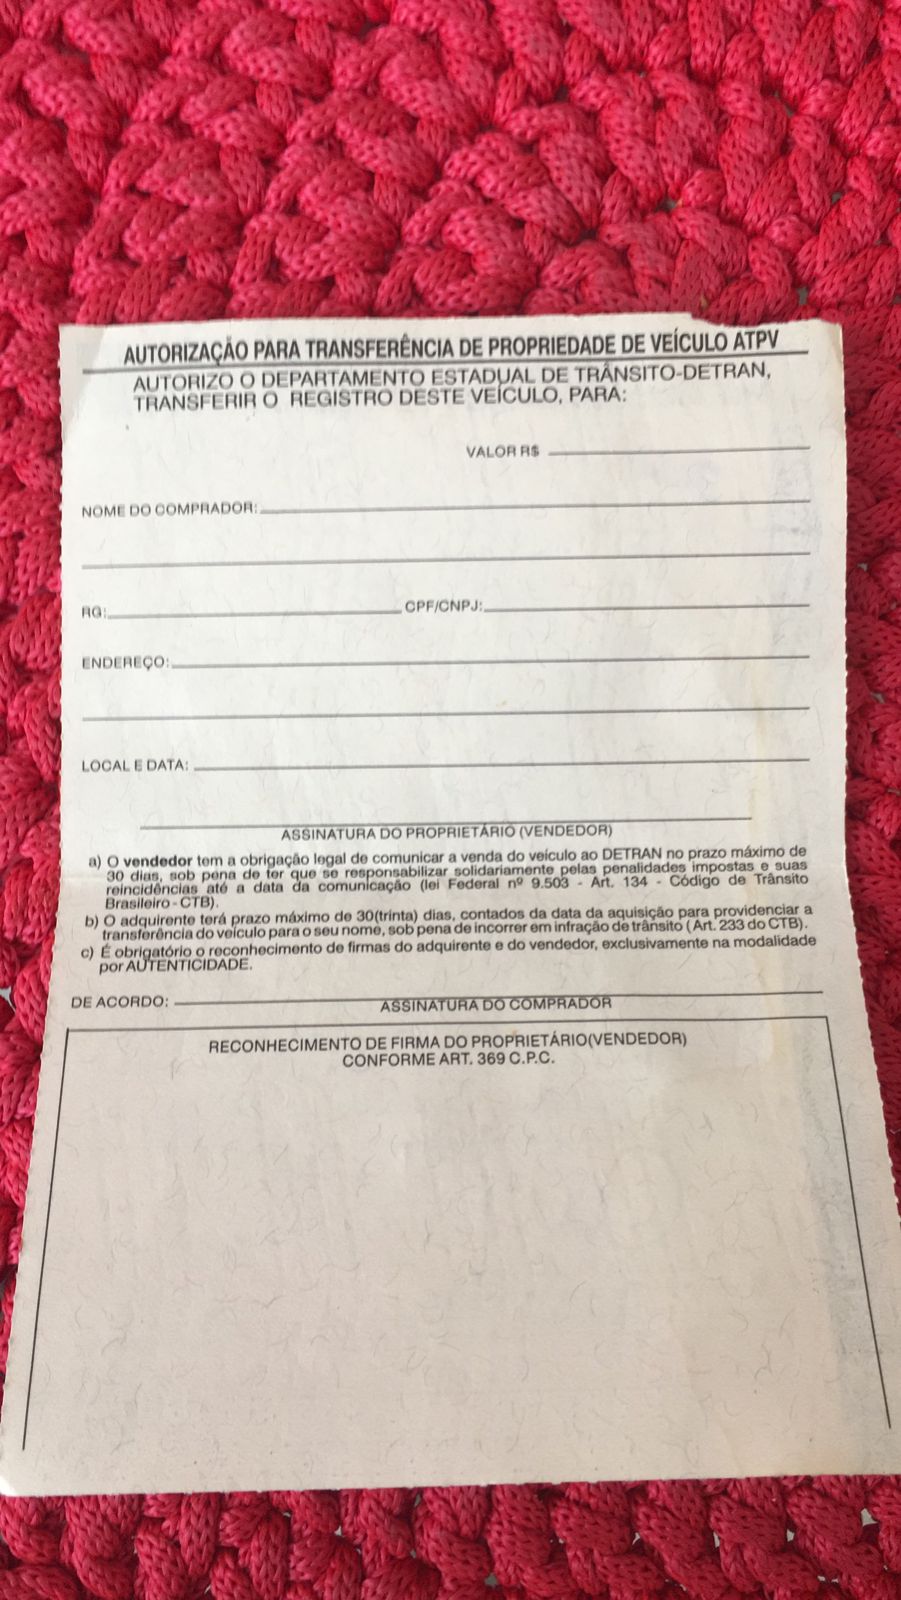 AUTORIZAÇÃO PARA TRANSFERÊNCIA DE PROPRIEDADE DE VEÍCULO ATPV
AUTORIZO O DEPARTAMENTO ESTADUAL DE TRÂNSITO-DETRAN,
TRANSFERIR O REGISTRO DESTE VEÍCULO, PARA:
VALOR R$
NOME DO COMPRADOR:
RG: CPF/CNPJ:
ENDEREÇO:
LOCAL E DATA:
ASSINATURA DO PROPRIETÁRIO (VENDEDOR)
a) O vendedor tem a obrigação legal de comunicar a venda do veículo ao DETRAN no prazo máximo de
30 dias, sob pena de ter que se responsabilizar solidariamente pelas penalidades impostas e suas
reincidências até a data da comunicação (lei Federal nº 9.503 - Art. 134 - Código de Trânsito
Brasileiro - CTB).
b) O adquirente terá prazo máximo de 30(trinta) dias, contados da data da aquisição para providenciar a
transferência do veículo para o seu nome, sob pena de incorrer em infração de trânsito ( Art. 233 do CTB).
c) É obrigatório o reconhecimento de firmas do adquirente e do vendedor, exclusivamente na modalidade
por AUTENTICIDADE.
DE ACORDO:
ASSINATURA DO COMPRADOR
RECONHECIMENTO DE FIRMA DO PROPRIETÁRIO(VENDEDOR)
CONFORME ART. 369 C.P.C.